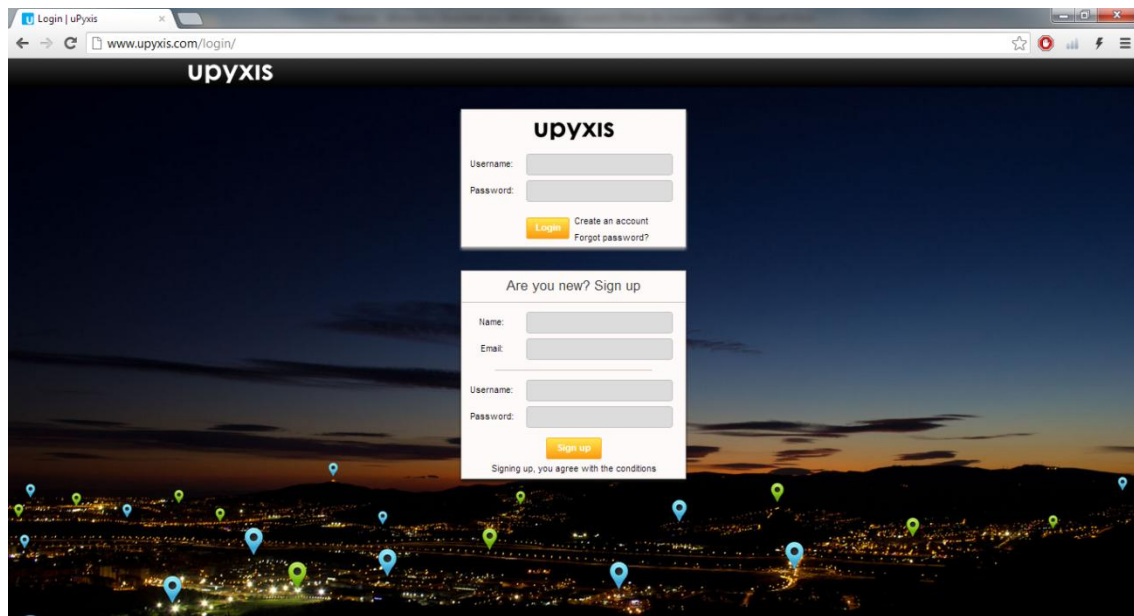 Login | uPyxis
www.upyxis.com/login/
upyxis
upyxis
Username:
Password:
Login
Create an account
Forgot password?
Are you new? Sign up
Name:
Email:
Username:
Password:
Sign up
Signing up, you agree with the conditions